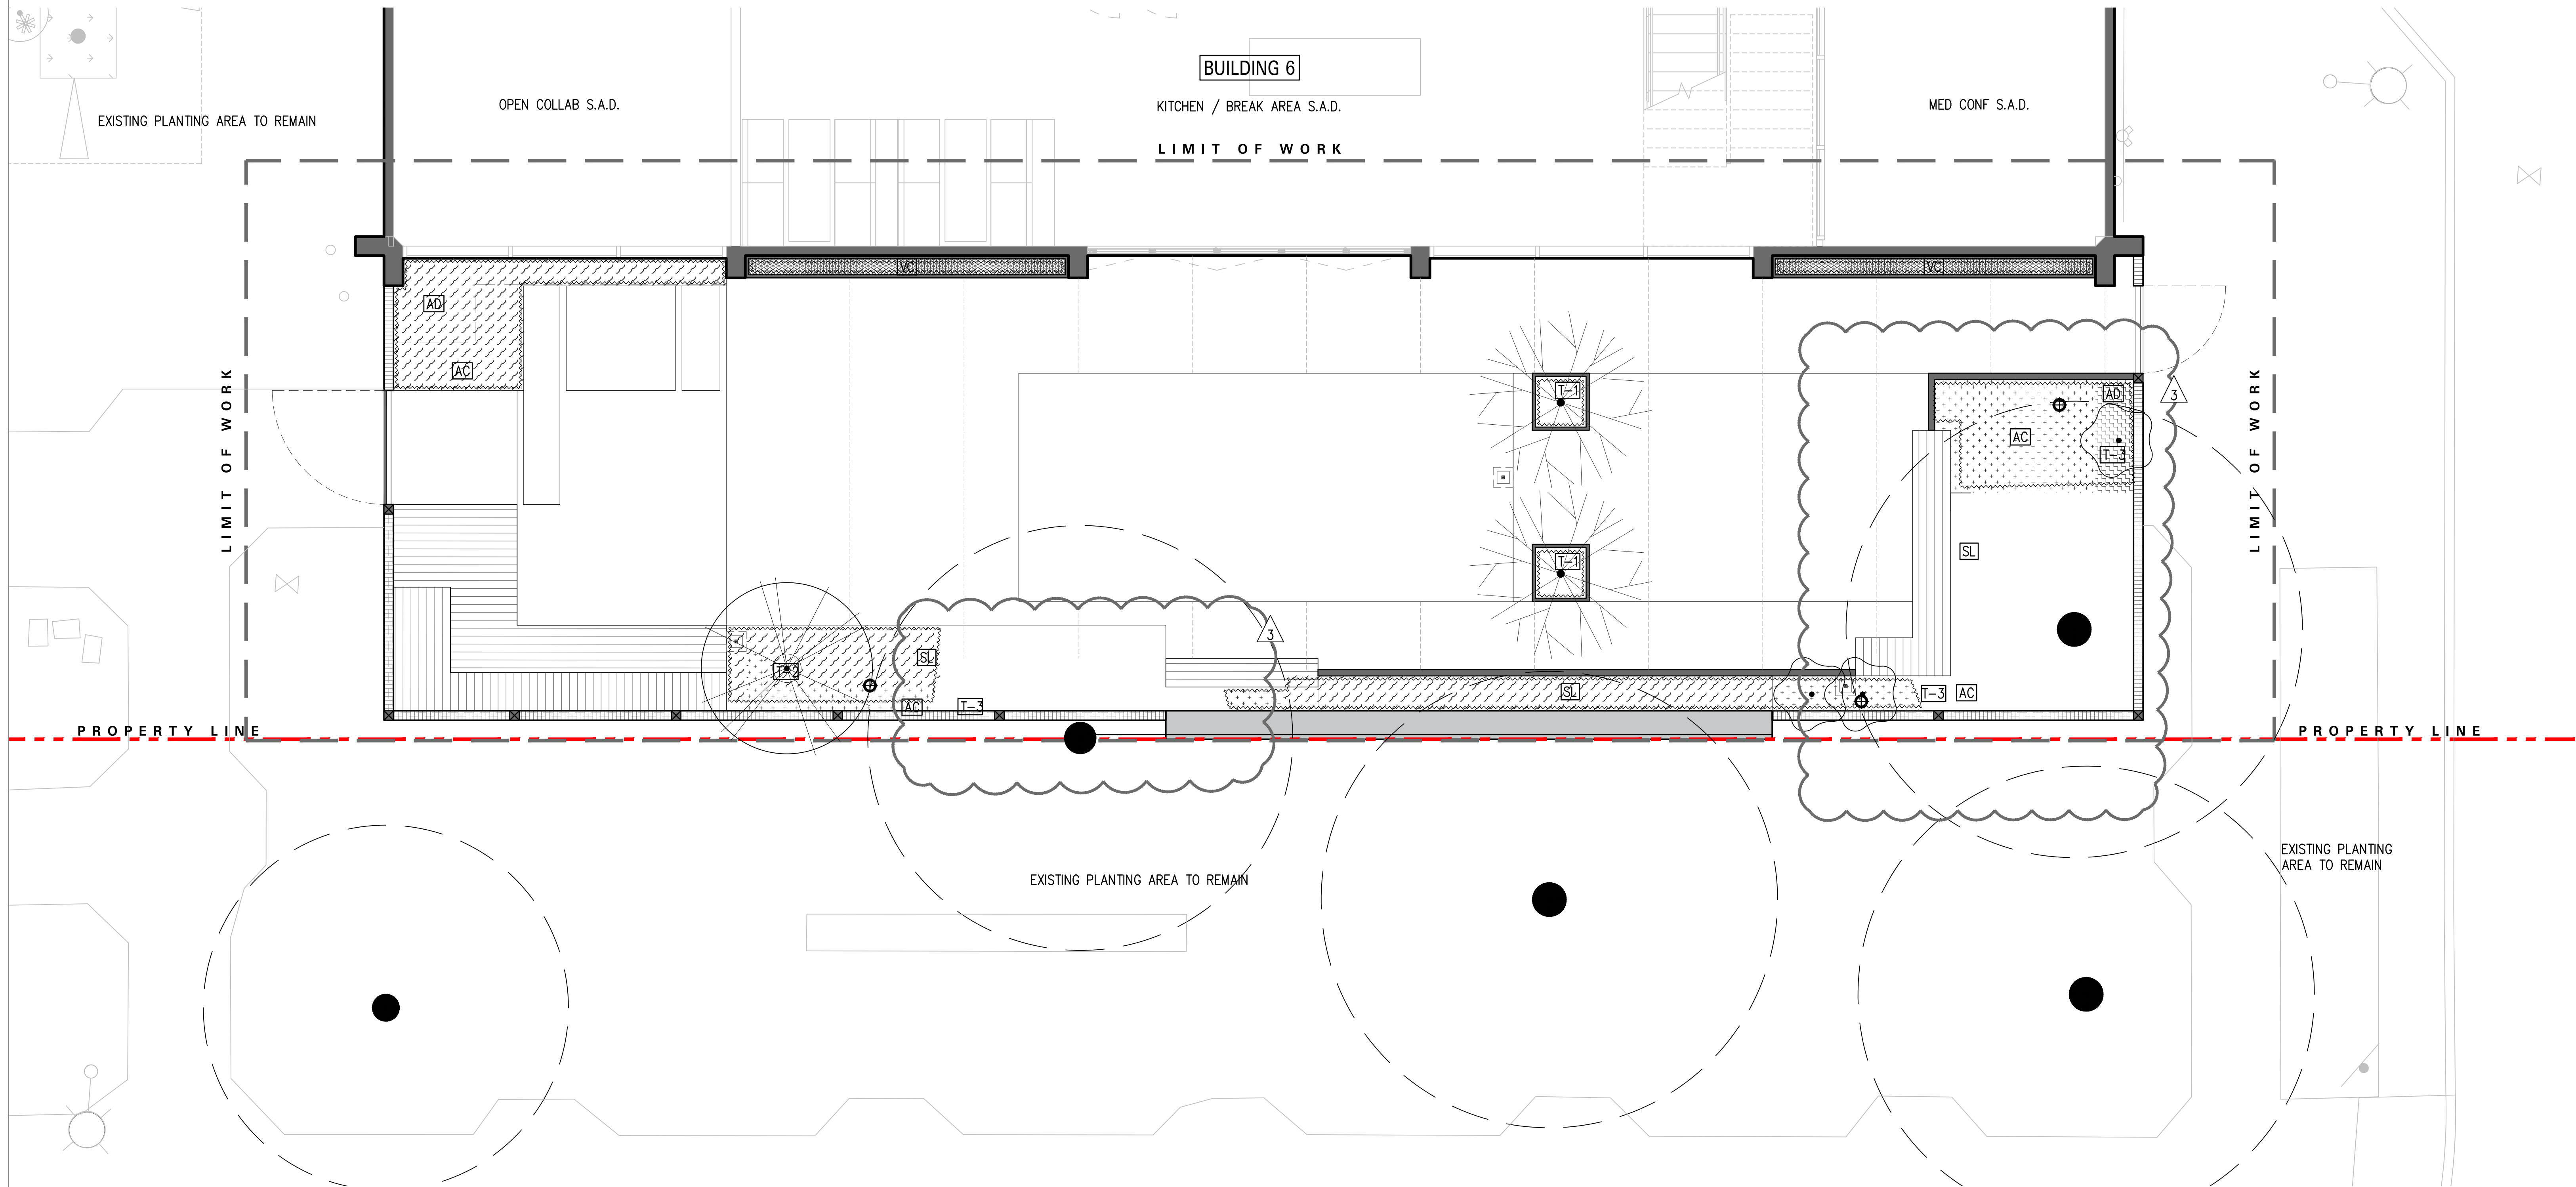 BUILDING 6
OPEN COLLAB S.A.D.
KITCHEN / BREAK AREA S.A.D.
MED CONF S.A.D.
EXISTING PLANTING AREA TO REMAIN
LIMIT OF WORK
VC
VC
AD
AC
LIMIT OF WORK
LIMIT OF WORK
T-1
AD
3
AC
T-3
SL
T-1
3
SL
T-2
AC
T-3
SL
T-3
AC
PROPERTY LINE
PROPERTY LINE
EXISTING PLANTING
AREA TO REMAIN
EXISTING PLANTING AREA TO REMAIN